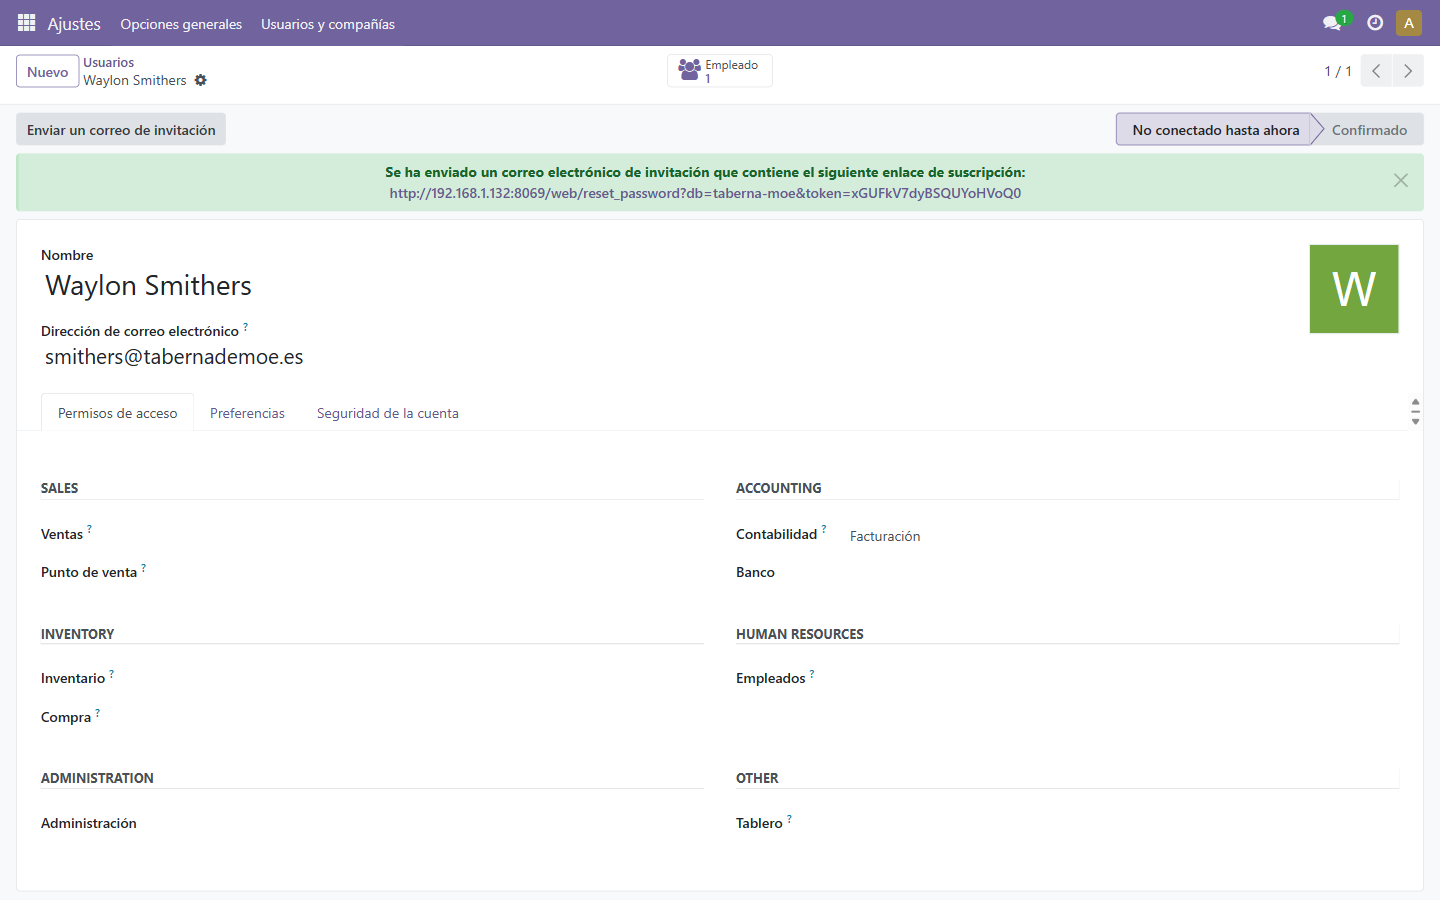 Ajustes Opciones generales Usuarios y compañías 1 A
Nuevo Usuarios
Waylon Smithers
Empleado
1
1 / 1
Enviar un correo de invitación
No conectado hasta ahora Confirmado
Se ha enviado un correo electrónico de invitación que contiene el siguiente enlace de suscripción:
http://192.168.1.132:8069/web/reset_password?db=taberna-moe&token=xGUFkV7dyBSQUYoHVoQ0
Nombre
Waylon Smithers
W
Dirección de correo electrónico ?
smithers@tabernademoe.es
Permisos de acceso Preferencias Seguridad de la cuenta
SALES
Ventas ?
Punto de venta ?
ACCOUNTING
Contabilidad ? Facturación
Banco
INVENTORY
Inventario ?
Compra ?
HUMAN RESOURCES
Empleados ?
ADMINISTRATION
Administración
OTHER
Tablero ?